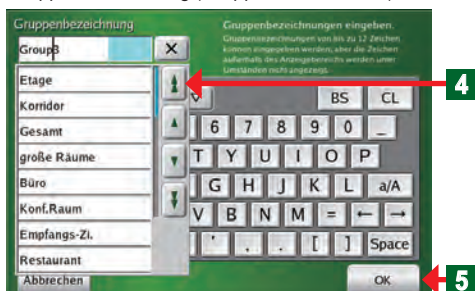 Gruppenbezeichnung
Group3
Gruppenbezeichnungen eingeben.
Gruppenbezeichnungen von bis zu 12 Zeichen
können eingegeben werden, aber die Zeichen
außerhalb des Anzeigebereichs werden unter
Umständen nicht angezeigt.
Etage
Korridor
Gesamt
große Räume
Büro
Konf.Raum
Empfangs-Zi.
Restaurant
BS CL
6 7 8 9 0 _
T Y U I O P
G H J K L a/A
V B N M = ← →
' , . [ ] Space
Abbrechen
OK
4
5